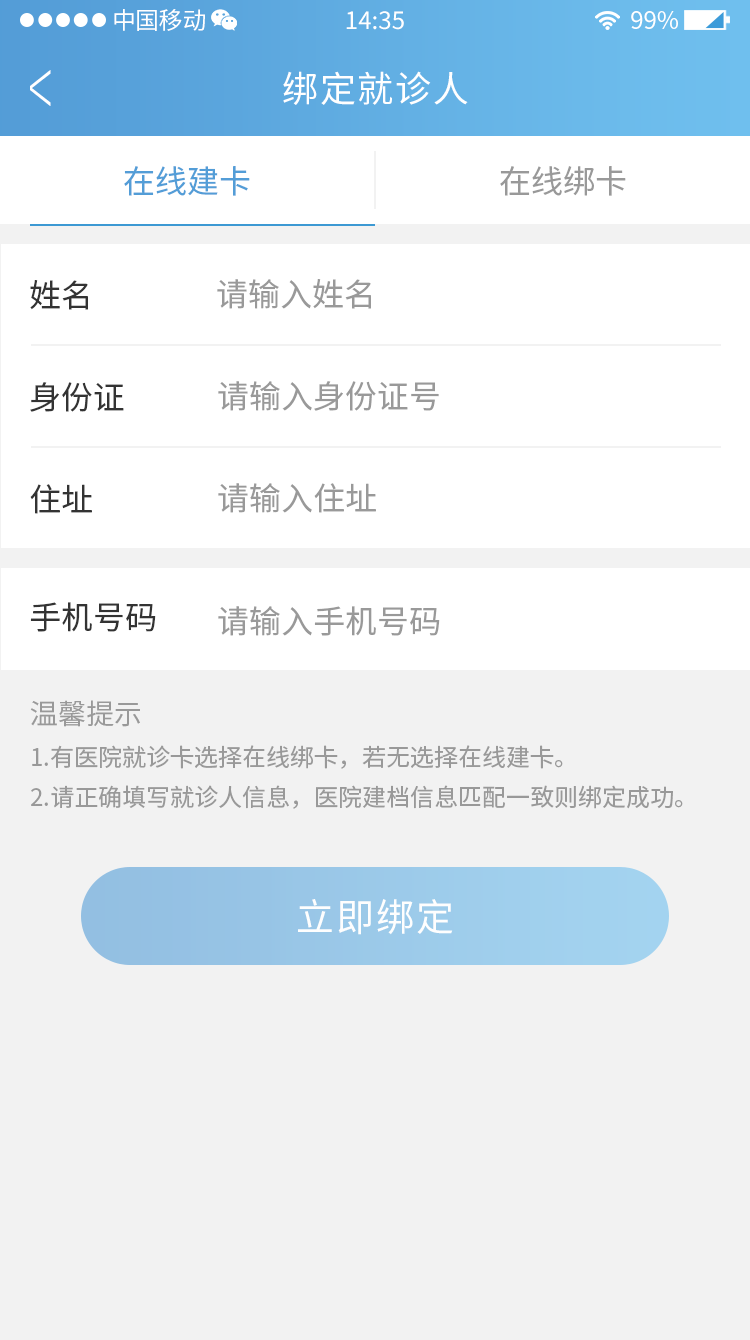 中国移动 14:35 99%
绑定就诊人
在线建卡 在线绑卡
姓名 请输入姓名
身份证 请输入身份证号
住址 请输入住址
手机号码 请输入手机号码
温馨提示
1.有医院就诊卡选择在线绑卡，若无选择在线建卡。
2.请正确填写就诊人信息，医院建档信息匹配一致则绑定成功。
立即绑定